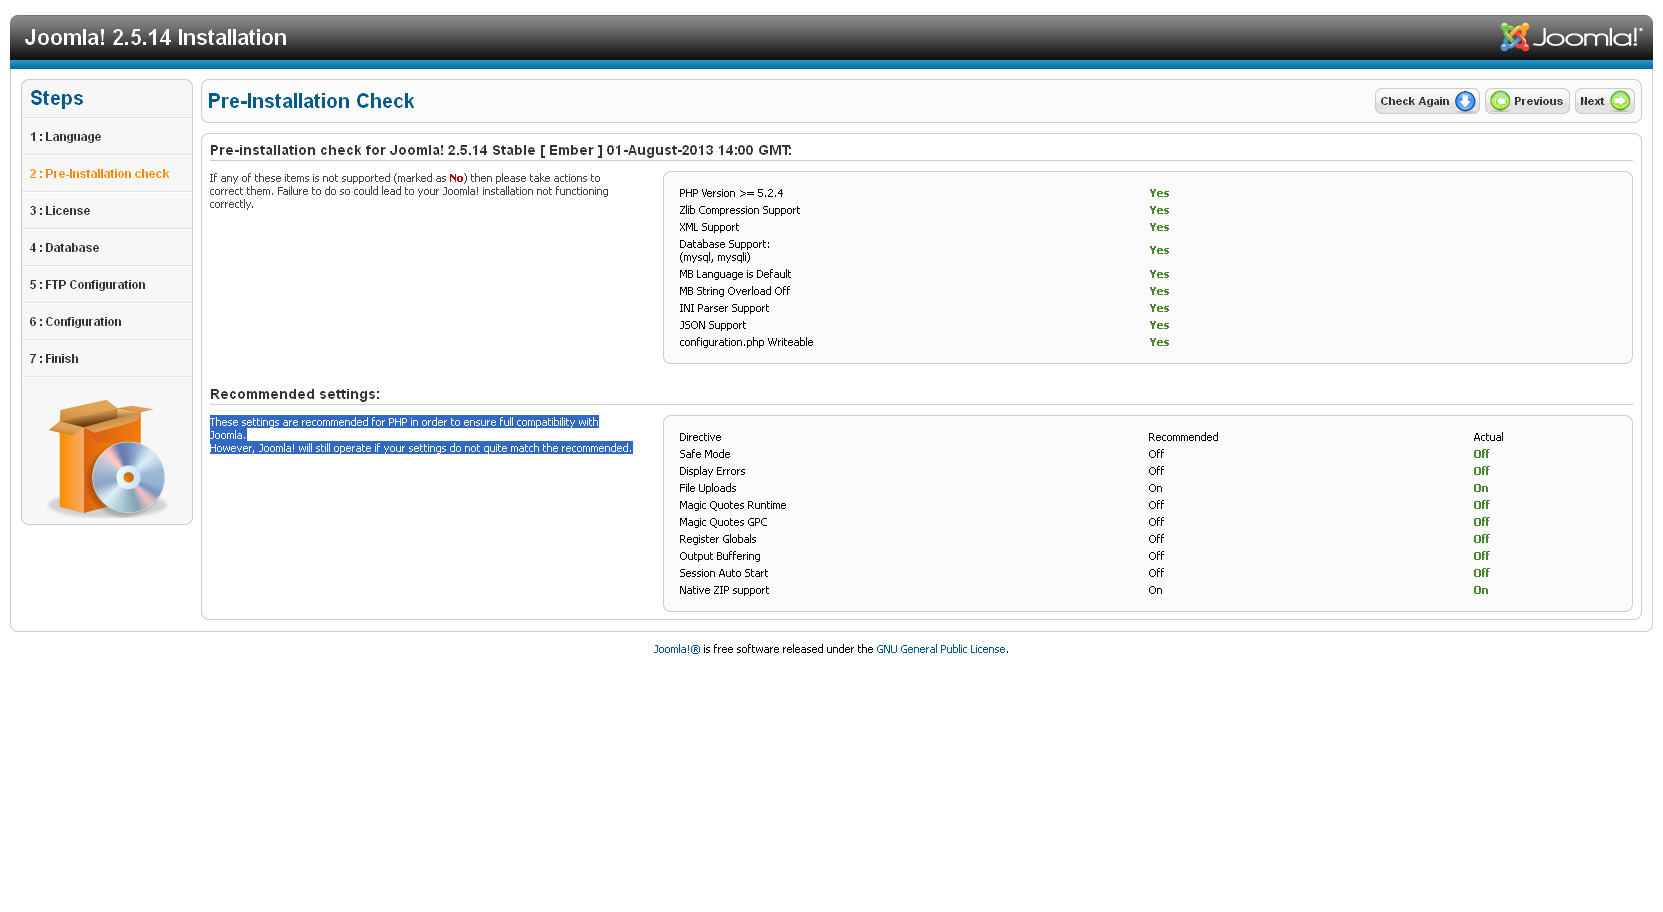 Joomla! 2.5.14 Installation
Joomla!®
Steps
1 : Language
2 : Pre-Installation check
3 : License
4 : Database
5 : FTP Configuration
6 : Configuration
7 : Finish
Pre-Installation Check
Check Again
Previous
Next
Pre-installation check for Joomla! 2.5.14 Stable [ Ember ] 01-August-2013 14:00 GMT:
If any of these items is not supported (marked as No) then please take actions to
correct them. Failure to do so could lead to your Joomla! installation not functioning
correctly.
PHP Version >= 5.2.4 Yes
Zlib Compression Support Yes
XML Support Yes
Database Support:
(mysql, mysqli) Yes
MB Language is Default Yes
MB String Overload Off Yes
INI Parser Support Yes
JSON Support Yes
configuration.php Writeable Yes
Recommended settings:
These settings are recommended for PHP in order to ensure full compatibility with
Joomla.
However, Joomla! will still operate if your settings do not quite match the recommended.
Directive Recommended Actual
Safe Mode Off Off
Display Errors Off Off
File Uploads On On
Magic Quotes Runtime Off Off
Magic Quotes GPC Off Off
Register Globals Off Off
Output Buffering Off Off
Session Auto Start Off Off
Native ZIP support On On
Joomla!® is free software released under the GNU General Public License.